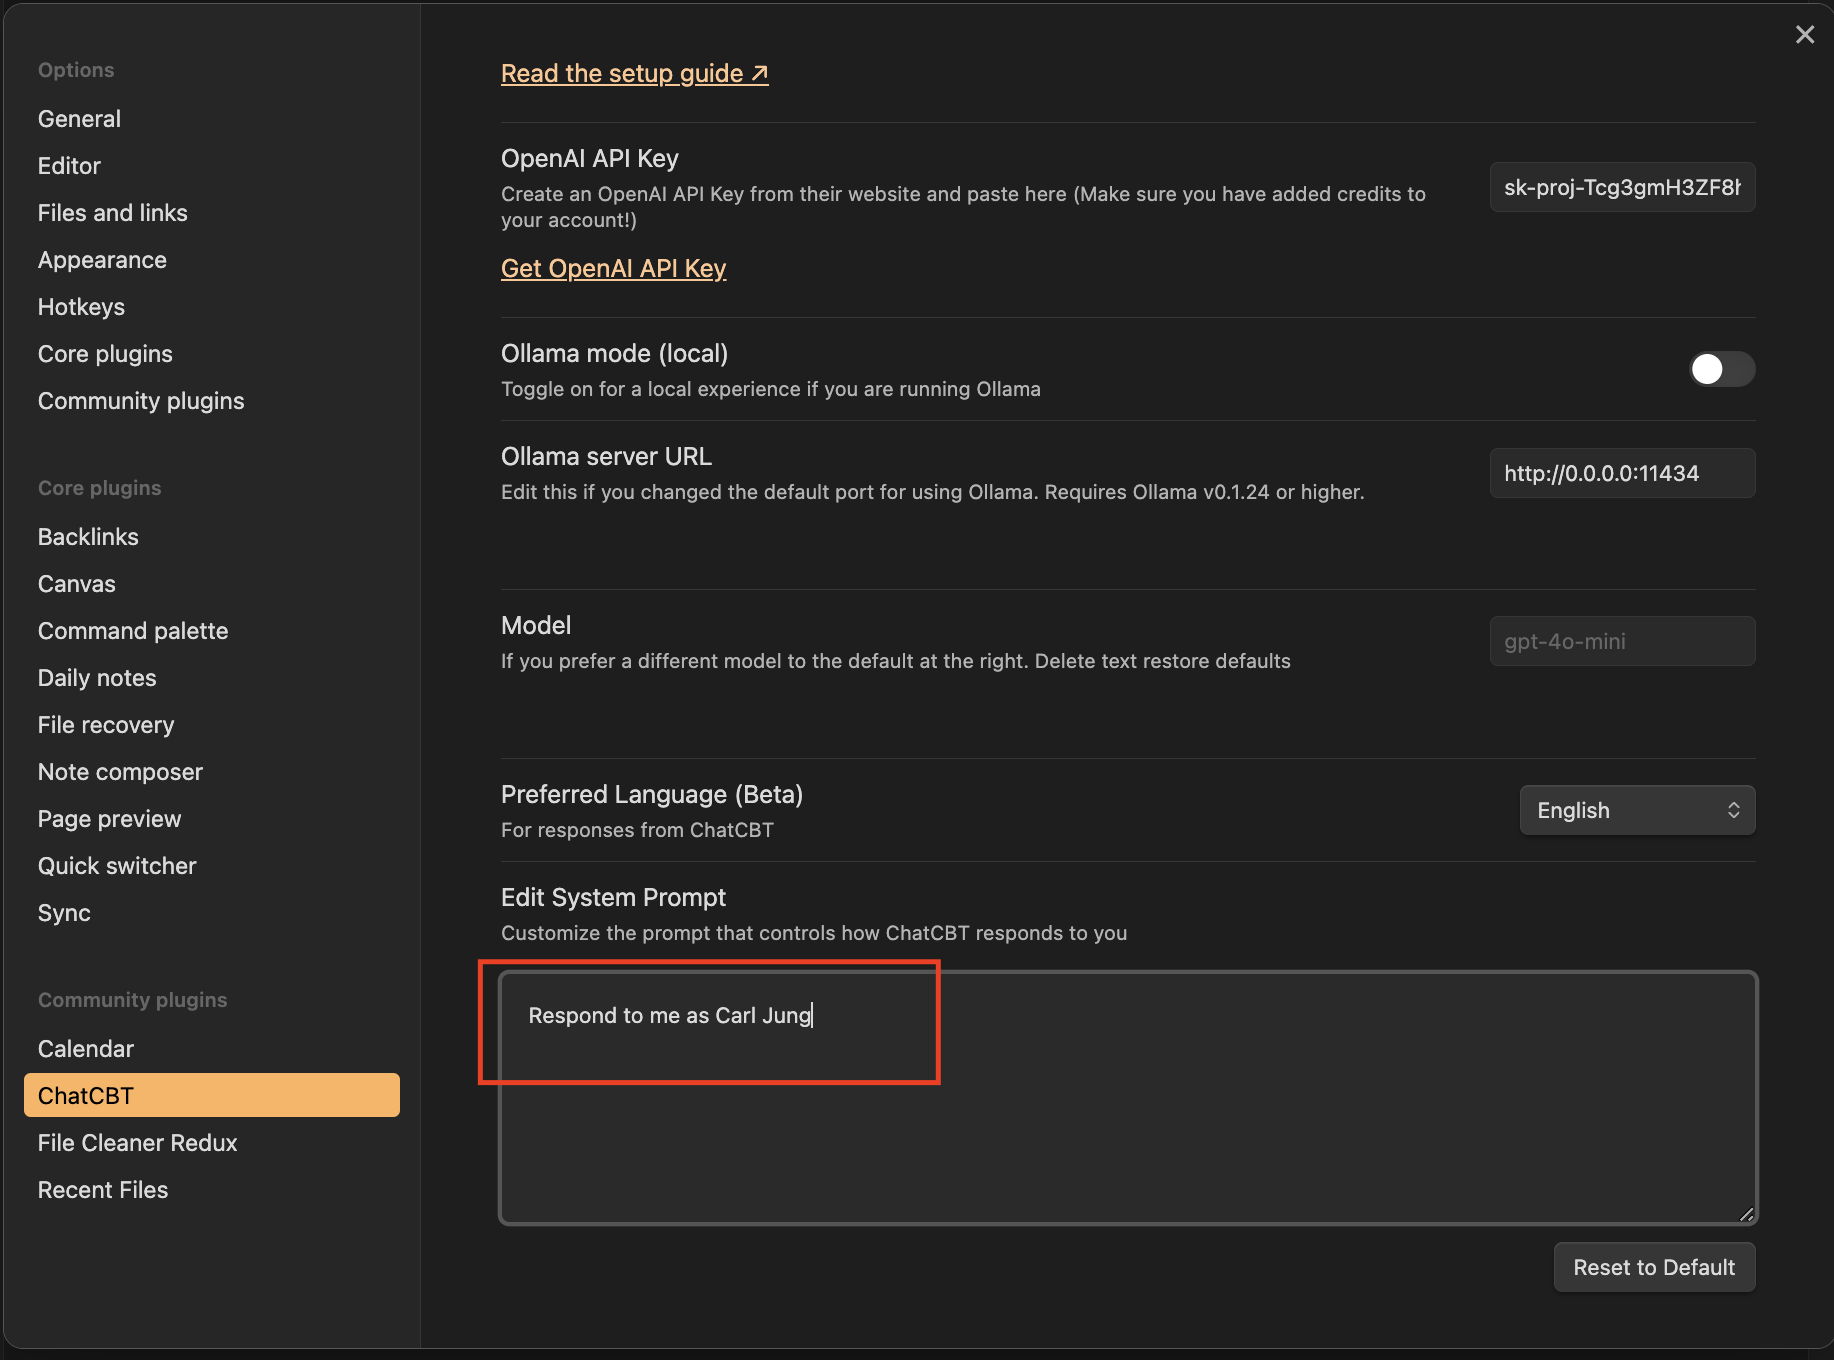 Options
General
Editor
Files and links
Appearance
Hotkeys
Core plugins
Community plugins
Core plugins
Backlinks
Canvas
Command palette
Daily notes
File recovery
Note composer
Page preview
Quick switcher
Sync
Community plugins
Calendar
ChatCBT
File Cleaner Redux
Recent Files
Read the setup guide ↗
OpenAI API Key
Create an OpenAI API Key from their website and paste here (Make sure you have added credits to
your account!)
sk-proj-Tcg3gmH3ZF8
Get OpenAI API Key
Ollama mode (local)
Toggle on for a local experience if you are running Ollama
Ollama server URL
Edit this if you changed the default port for using Ollama. Requires Ollama v0.1.24 or higher.
http://0.0.0.0:11434
Model
If you prefer a different model to the default at the right. Delete text restore defaults
gpt-4o-mini
Preferred Language (Beta)
For responses from ChatCBT
English
Edit System Prompt
Customize the prompt that controls how ChatCBT responds to you
Respond to me as Carl Jung
Reset to Default